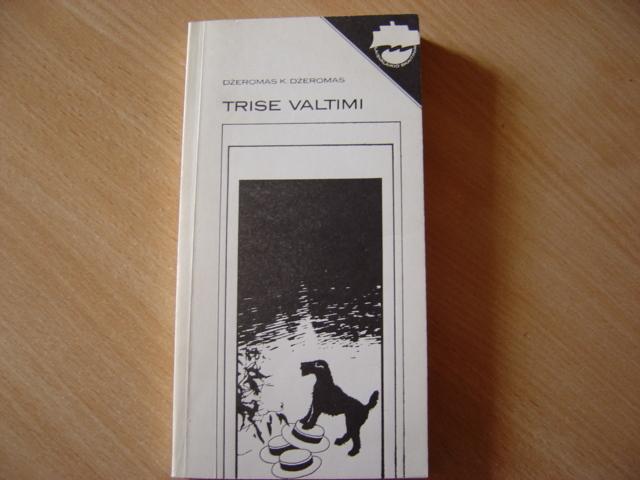 DŽEROMAS K. DŽEROMAS
TRISE VALTIMI